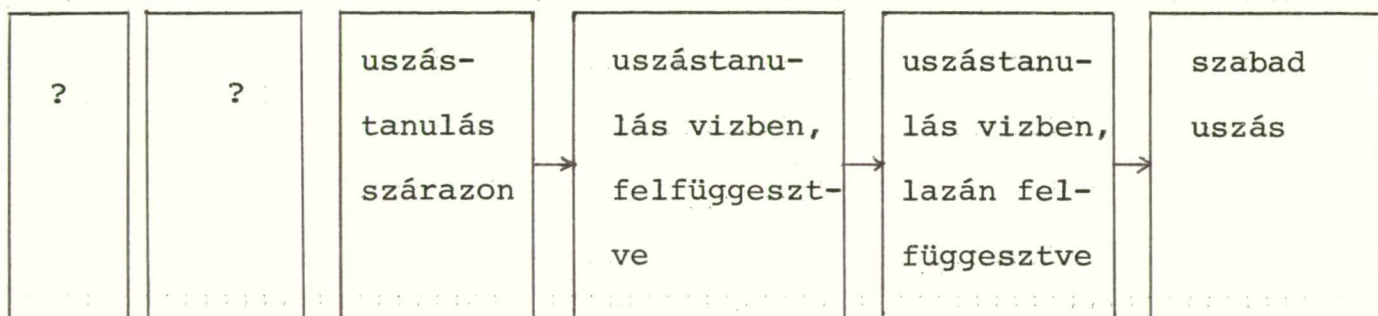 ?
?
uszás-
tanulás
szárazon
uszástanu-
lás vizben,
felfüggeszt-
ve
uszástanu-
lás vizben,
lazán fel-
függesztve
szabad
uszás